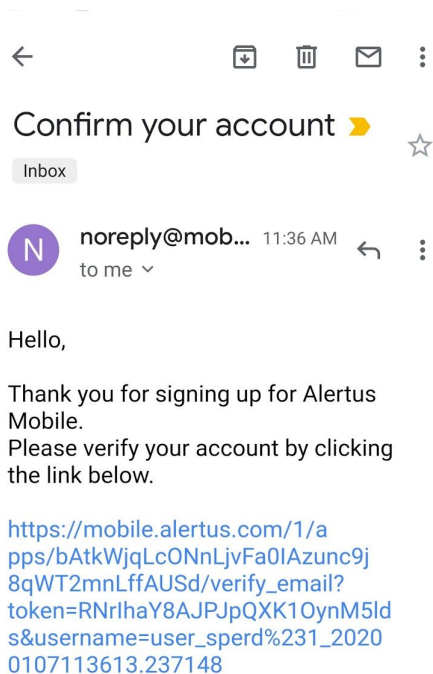 Confirm your account
Inbox
N
noreply@mob... 11:36 AM
to me
Hello,
Thank you for signing up for Alertus
Mobile.
Please verify your account by clicking
the link below.
https://mobile.alertus.com/1/a
pps/bAtkWjqLcONnLjvFa0IAzunc9j
8qWT2mnLffAUSd/verify_email?
token=RNrIhaY8AJPJpQXK1OynM5ld
s&username=user_sperd%231_2020
0107113613.237148